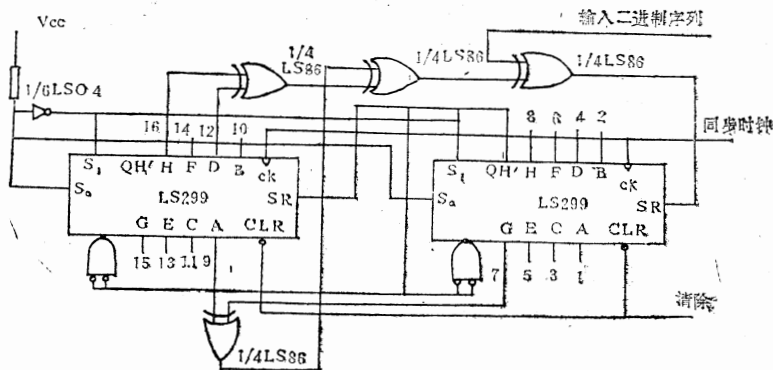 输入二进制序列
Vcc
1/4
LS86
1/4LS86
1/4LS86
1/6LS04
16 14 12 10
8 6 4 2
同步时钟
S1 QH' H F D B ck
S0
LS299
SR
G E C A CLR
15 13 11 9
S1 QH' H F D B ck
S0
LS299
SR
G E C A CLR
7 5 3 1
清除
1/4LS86